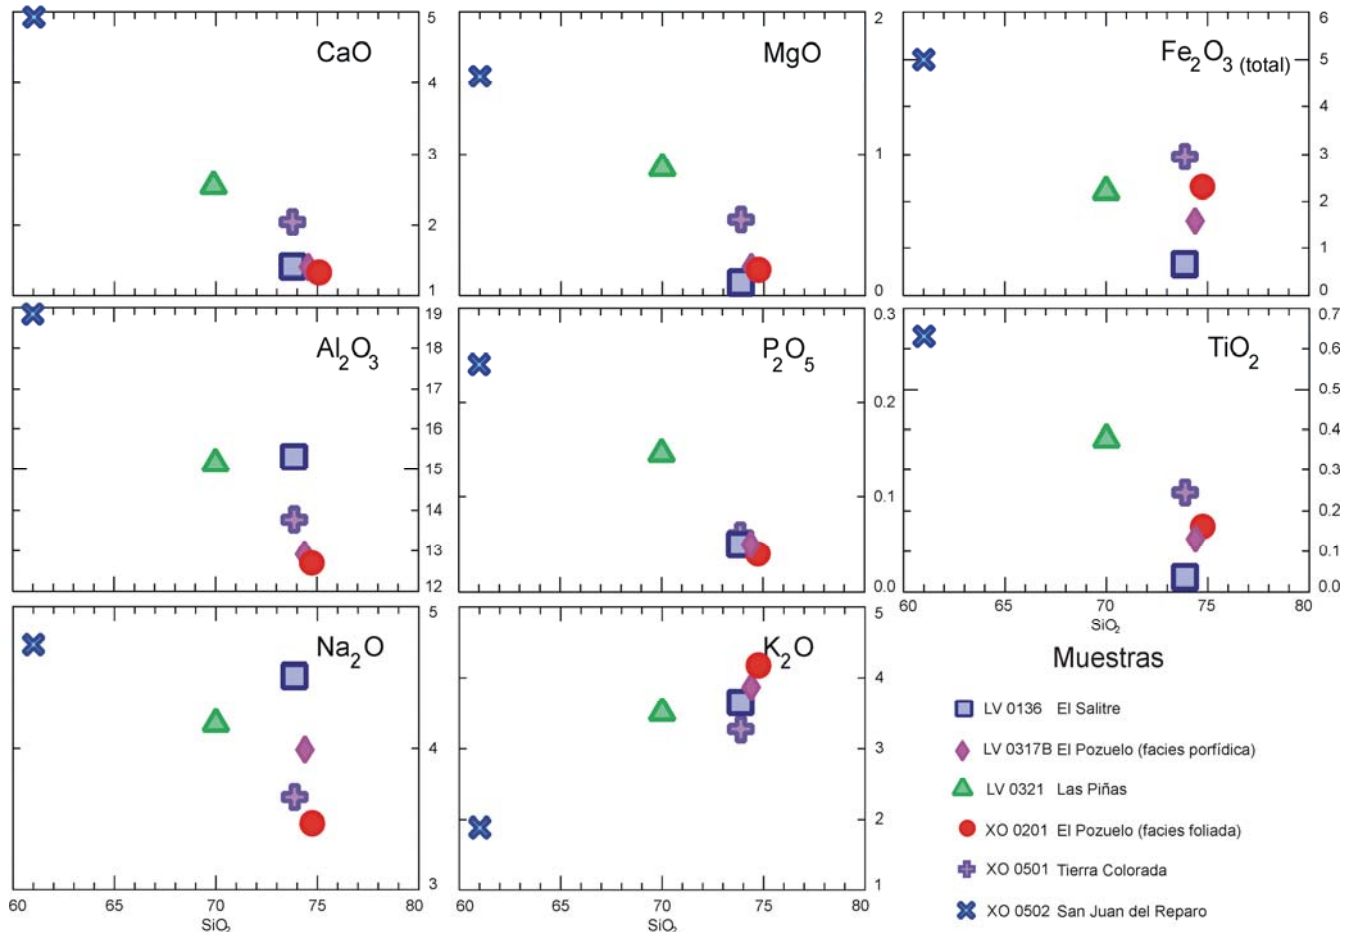 CaO
5
4
3
2
1
MgO
2
1
0
Fe₂O₃ (total)
6
5
4
3
2
1
0
Al₂O₃
19
18
17
16
15
14
13
12
P₂O₅
0.3
0.2
0.1
0.0
TiO₂
0.7
0.6
0.5
0.4
0.3
0.2
0.1
0.0
60 70 75 80
SiO₂
Na₂O
5
4
3
60 65 70 75 80
SiO₂
K₂O
5
4
3
2
1
60 65 70 75 80
SiO₂
Muestras
LV 0136 El Salitre
LV 0317B El Pozuelo (facies porfídica)
LV 0321 Las Piñas
XO 0201 El Pozuelo (facies foliada)
XO 0501 Tierra Colorada
XO 0502 San Juan del Reparo